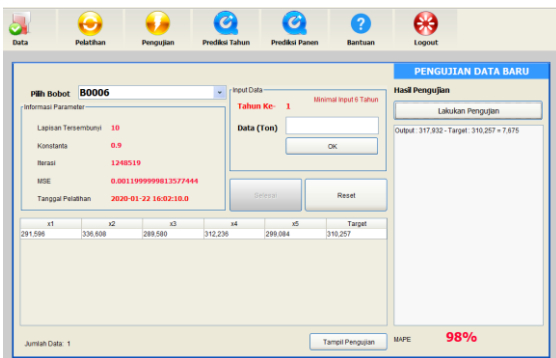 Data Pelatihan Pengujian Prediksi Tahun Prediksi Panen Bantuan Logout
PENGUJIAN DATA BARU
Pilih Bobot B0006
Informasi Parameter
Lapisan Tersembunyi 10
Konstanta 0.9
Iterasi 1248519
MSE 0.0011999999813577444
Tanggal Pelatihan 2020-01-22 16:02:10.0
Input Data
Minimal Input 6 Tahun
Tahun Ke- 1
Data (Ton)
OK
Selesai Reset
Hasil Pengujian
Lakukan Pengujian
Output : 317,932 - Target : 310,257 = 7,675
x1 x2 x3 x4 x5 Target
291,596 336,608 289,580 312,236 299,084 310,257
Jumlah Data: 1
Tampil Pengujian
MAPE 98%